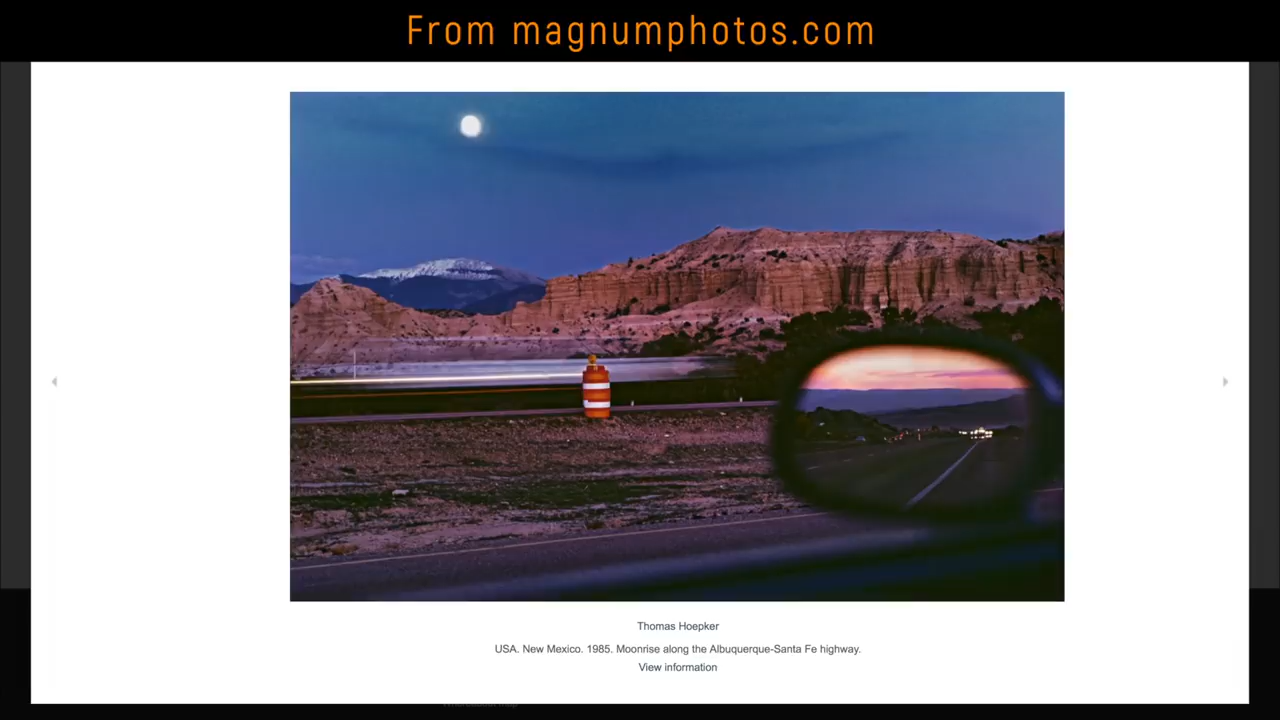 From magnumphotos.com
Thomas Hoepker
USA. New Mexico. 1985. Moonrise along the Albuquerque-Santa Fe highway.
View information